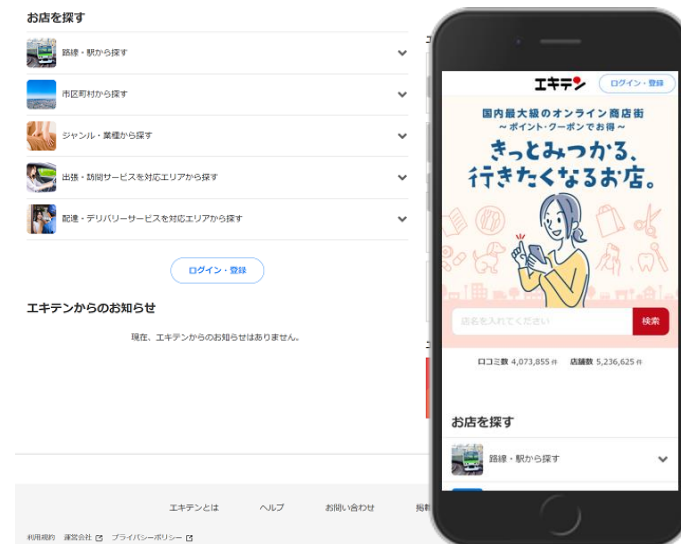 お店を探す
路線・駅から探す
市区町村から探す
ジャンル・業種から探す
出張・訪問サービスを対応エリアから探す
配達・デリバリーサービスを対応エリアから探す
ログイン・登録
エキテンからのお知らせ
現在、エキテンからのお知らせはありません。
エキテンとは
ヘルプ
お問い合わせ
利用規約
運営会社
プライバシーポリシー
エキテン
ログイン・登録
国内最大級のオンライン商店街
~ポイント・クーポンでお得~
きっとみつかる、
行きたくなるお店。
店名を入れてください
検索
口コミ数 4,073,855 件 店舗数 5,236,625 件
お店を探す
路線・駅から探す